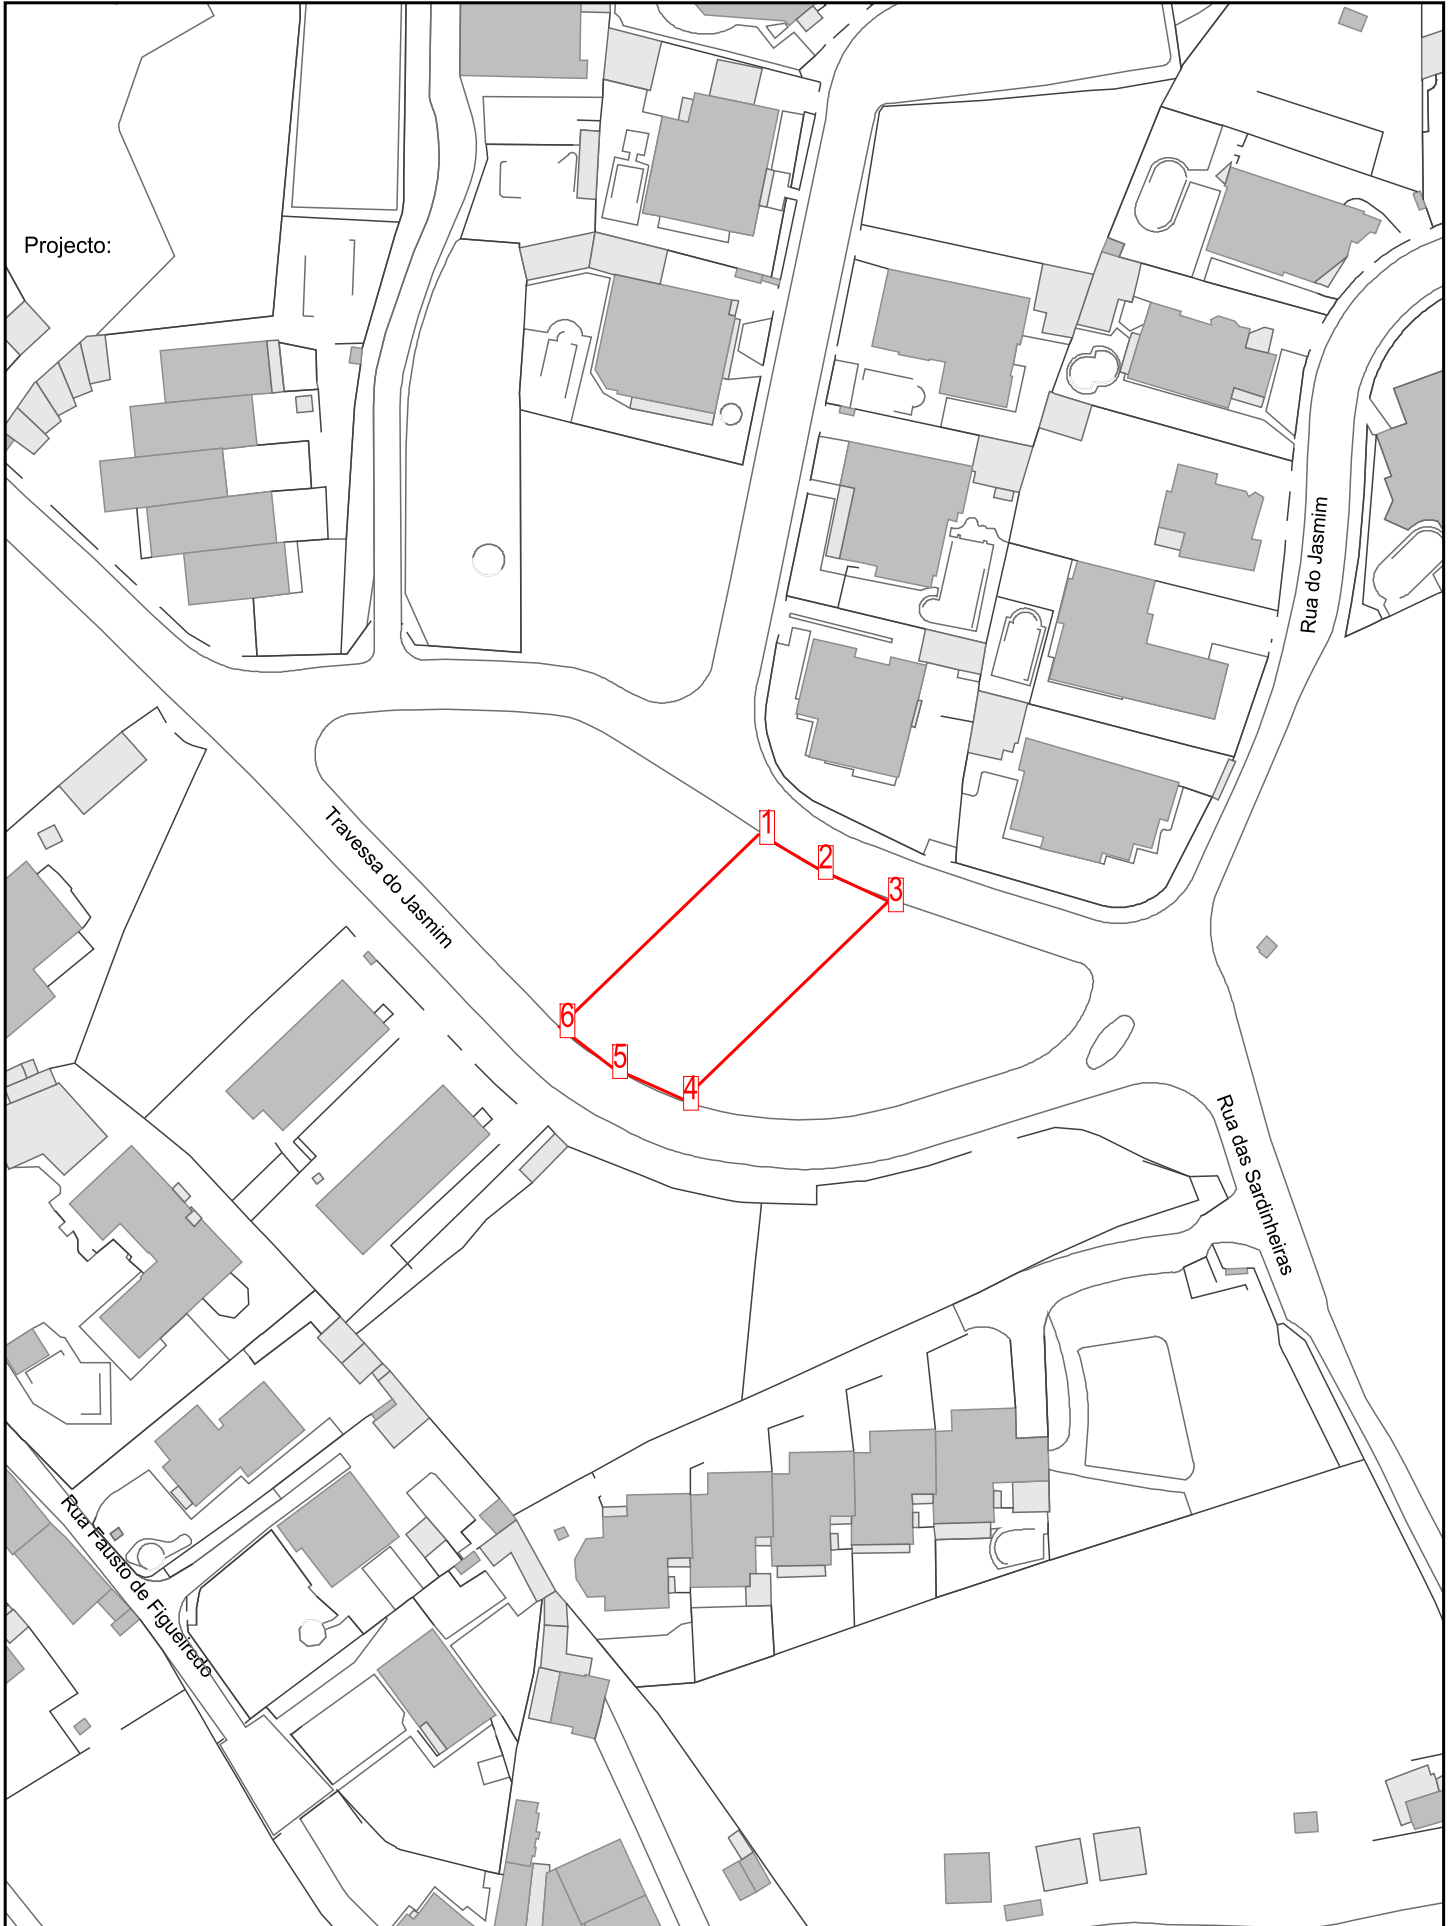 Projecto:
Rua do Jasmim
Travessa do Jasmim
1
2
3
6
5
4
Rua das Sardinheiras
Rua Fausto de Figueiredo